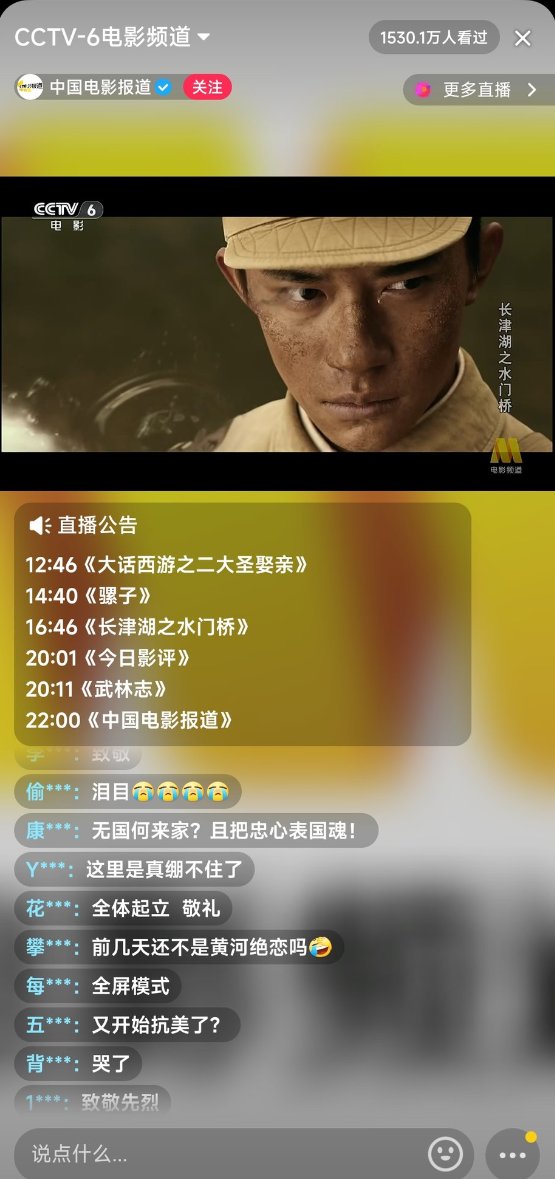 CCTV-6电影频道
1530.1万人看过
中国电影报道
关注
更多直播
CCTV 6
电 影
长津湖之水门桥
电影频道
直播公告
12:46《大话西游之二大圣娶亲》
14:40《骡子》
16:46《长津湖之水门桥》
20:01《今日影评》
20:11《武林志》
22:00《中国电影报道》
李***： 致敬
偷***： 泪目😭😭😭😭
康***： 无国何来家？且把忠心表国魂！
Y***： 这里是真绷不住了
花***： 全体起立 敬礼
攀***： 前几天还不是黄河绝恋吗🤣
每***： 全屏模式
五***： 又开始抗美了？
背***： 哭了
1***： 致敬先烈
说点什么...